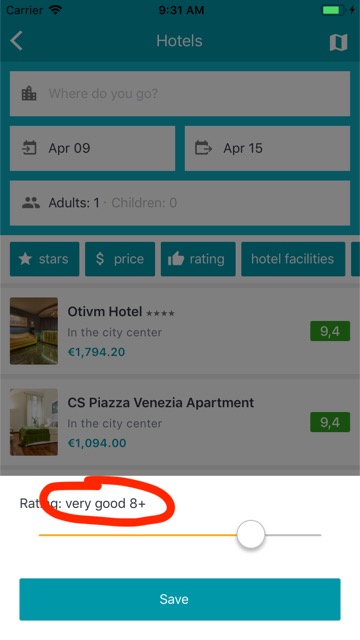 Carrier 9:31 AM
Hotels
Where do you go?
Apr 09 Apr 15
Adults: 1 · Children: 0
stars $ price rating hotel facilities
Otivm Hotel ★★★★
In the city center
€1,794.20
9,4
CS Piazza Venezia Apartment
In the city center
€1,094.00
9,4
Rating: very good 8+
Save